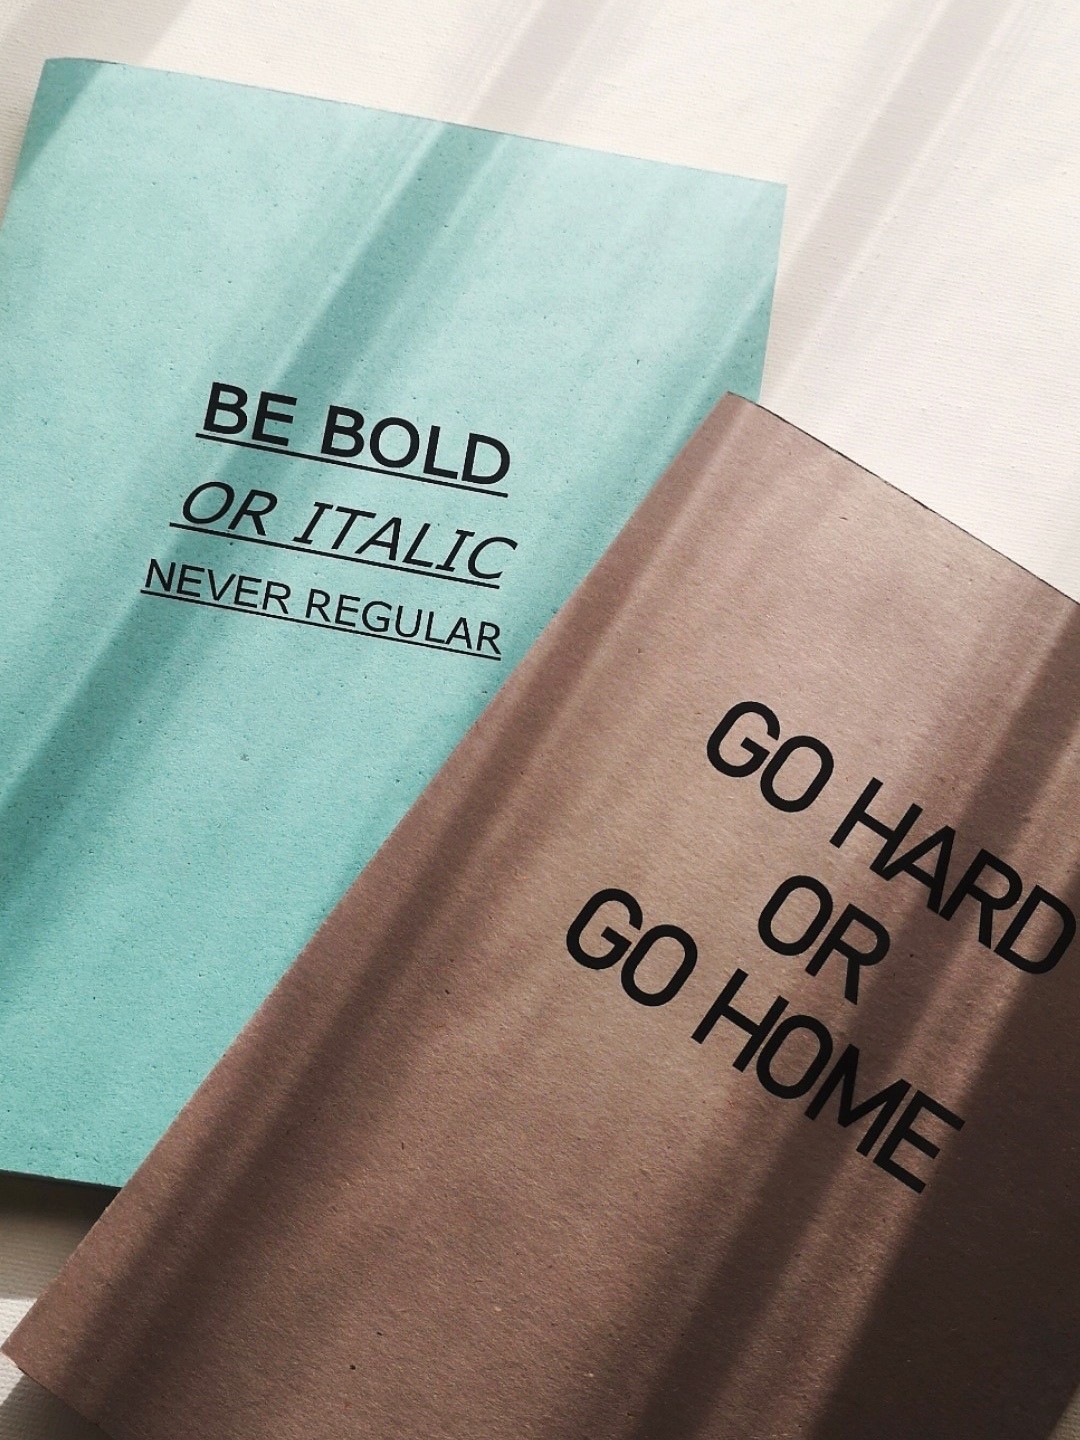 BE BOLD
OR ITALIC
NEVER REGULAR
GO HARD
OR
GO HOME